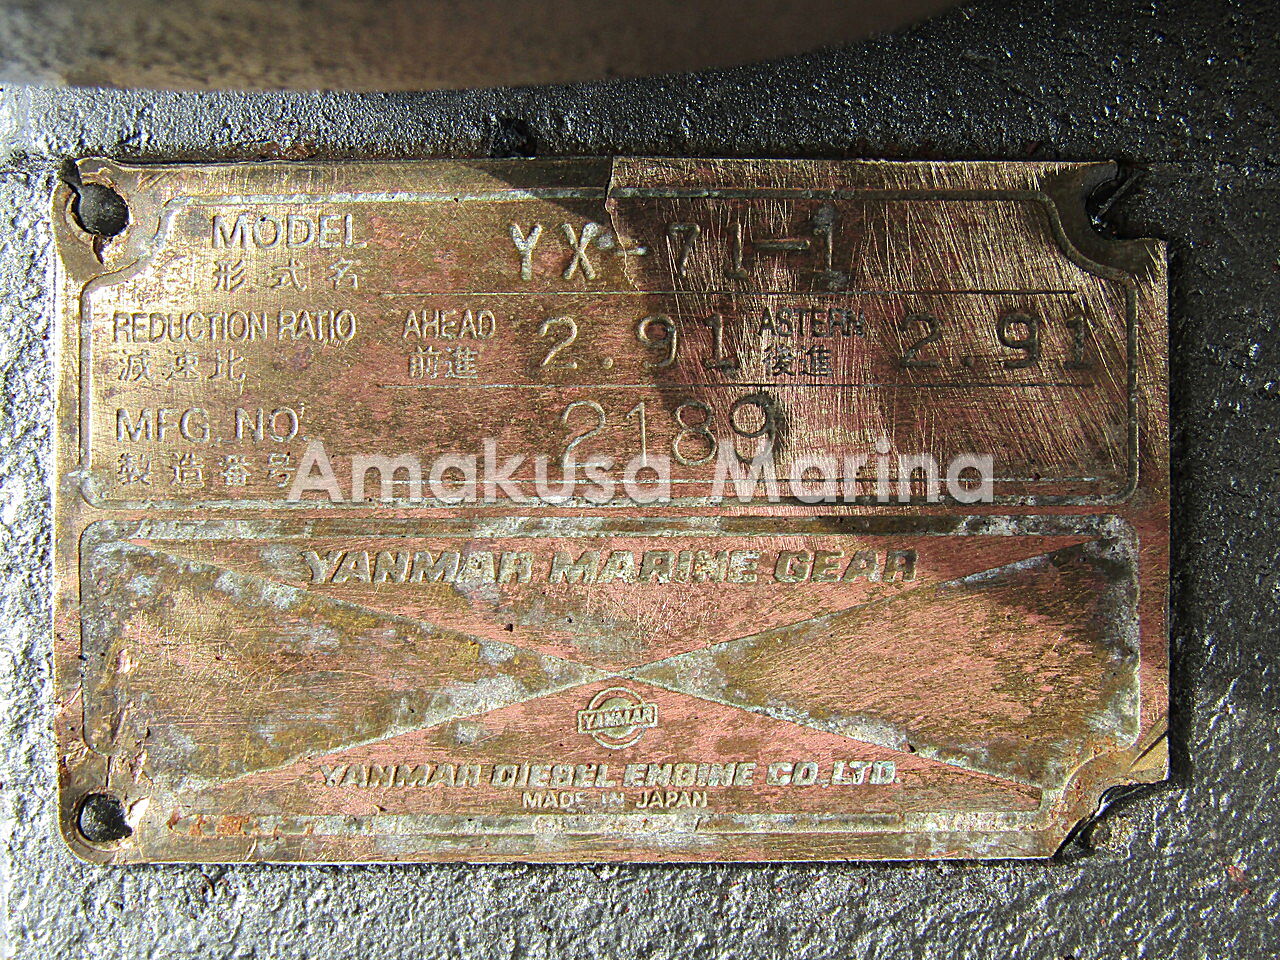 MODEL YX-71-1
形式名
REDUCTION RATIO AHEAD 2.91 ASTERN 2.91
減速比 前進 後進
MFG. NO. 2189
製造番号
Amakusa Marina
YANMAR MARINE GEAR
YANMAR
YANMAR DIESEL ENGINE CO., LTD.
MADE IN JAPAN